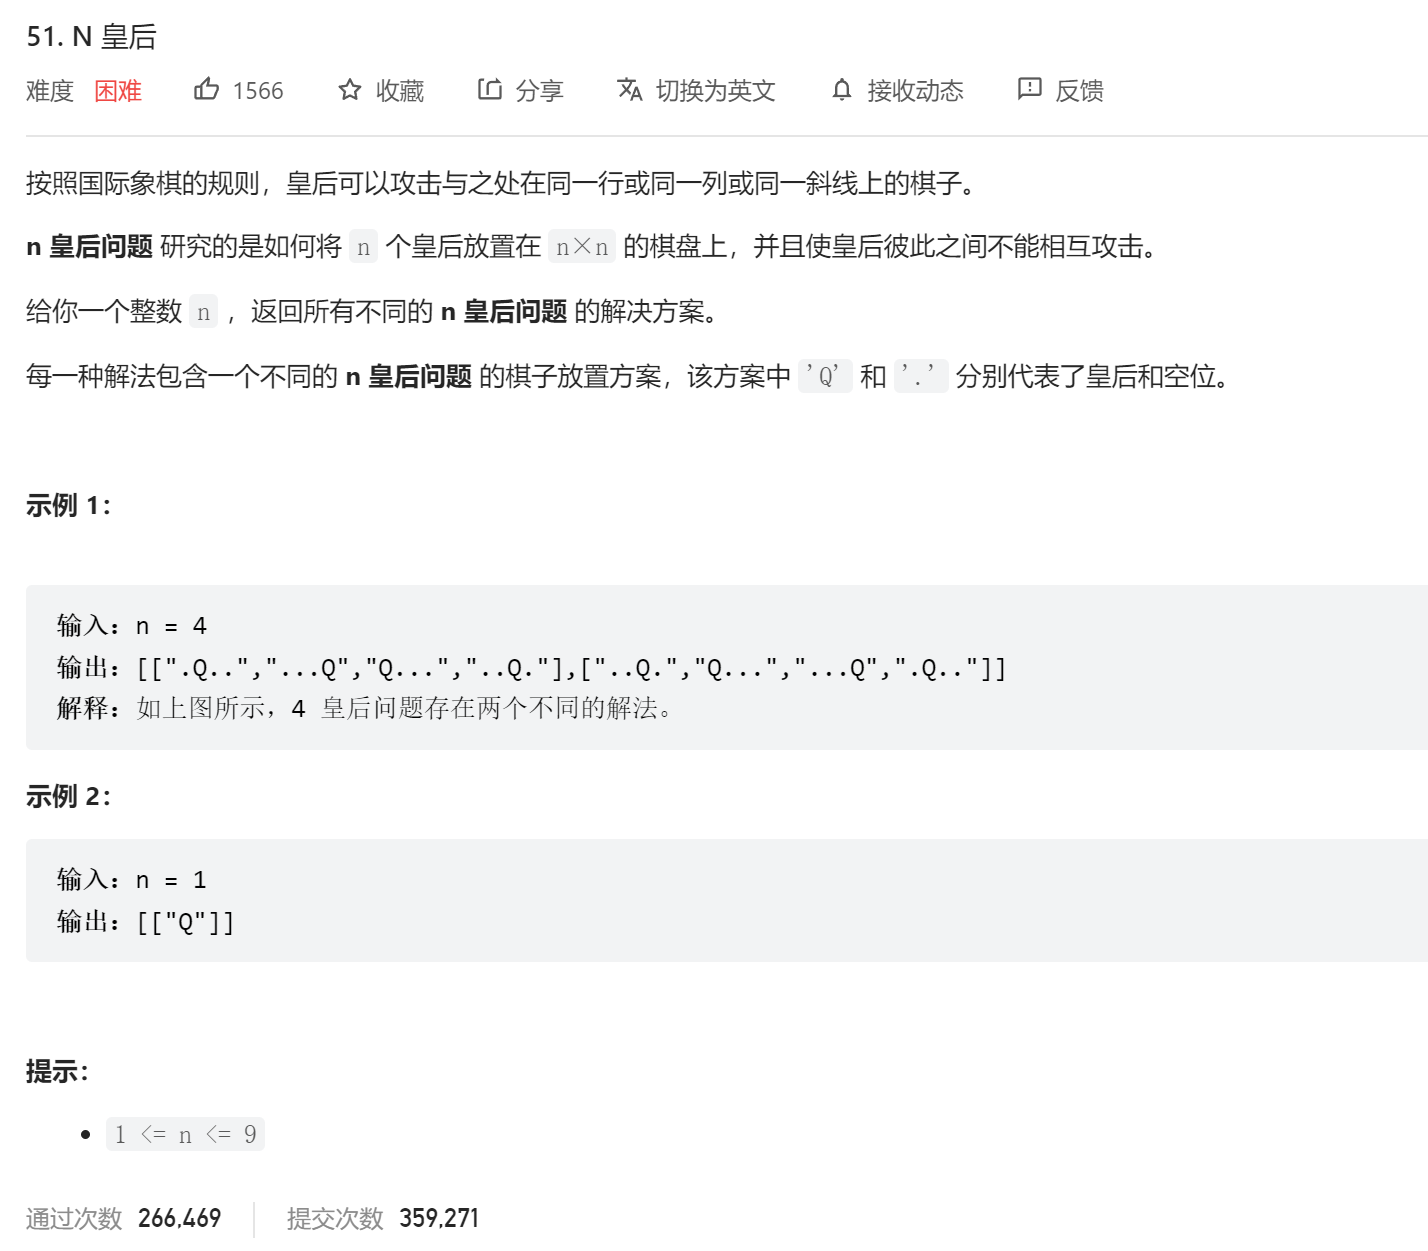 51. N 皇后
难度 困难 1566 收藏 分享 切换为英文 接收动态 反馈
按照国际象棋的规则，皇后可以攻击与之处在同一行或同一列或同一斜线上的棋子。
n 皇后问题 研究的是如何将 n 个皇后放置在 n×n 的棋盘上，并且使皇后彼此之间不能相互攻击。
给你一个整数 n ，返回所有不同的 n 皇后问题 的解决方案。
每一种解法包含一个不同的 n 皇后问题 的棋子放置方案，该方案中 'Q' 和 '.' 分别代表了皇后和空位。
示例 1：
输入：n = 4
输出：[[".Q..","...Q","Q...","..Q."],["..Q.","Q...","...Q",".Q.."]]
解释：如上图所示，4 皇后问题存在两个不同的解法。
示例 2：
输入：n = 1
输出：[["Q"]]
提示：
• 1 <= n <= 9
通过次数 266,469 提交次数 359,271